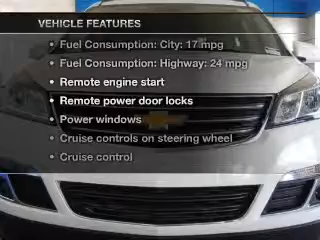 VEHICLE FEATURES
• Fuel Consumption: City: 17 mpg
• Fuel Consumption: Highway: 24 mpg
• Remote engine start
• Remote power door locks
• Power windows
• Cruise controls on steering wheel
• Cruise control